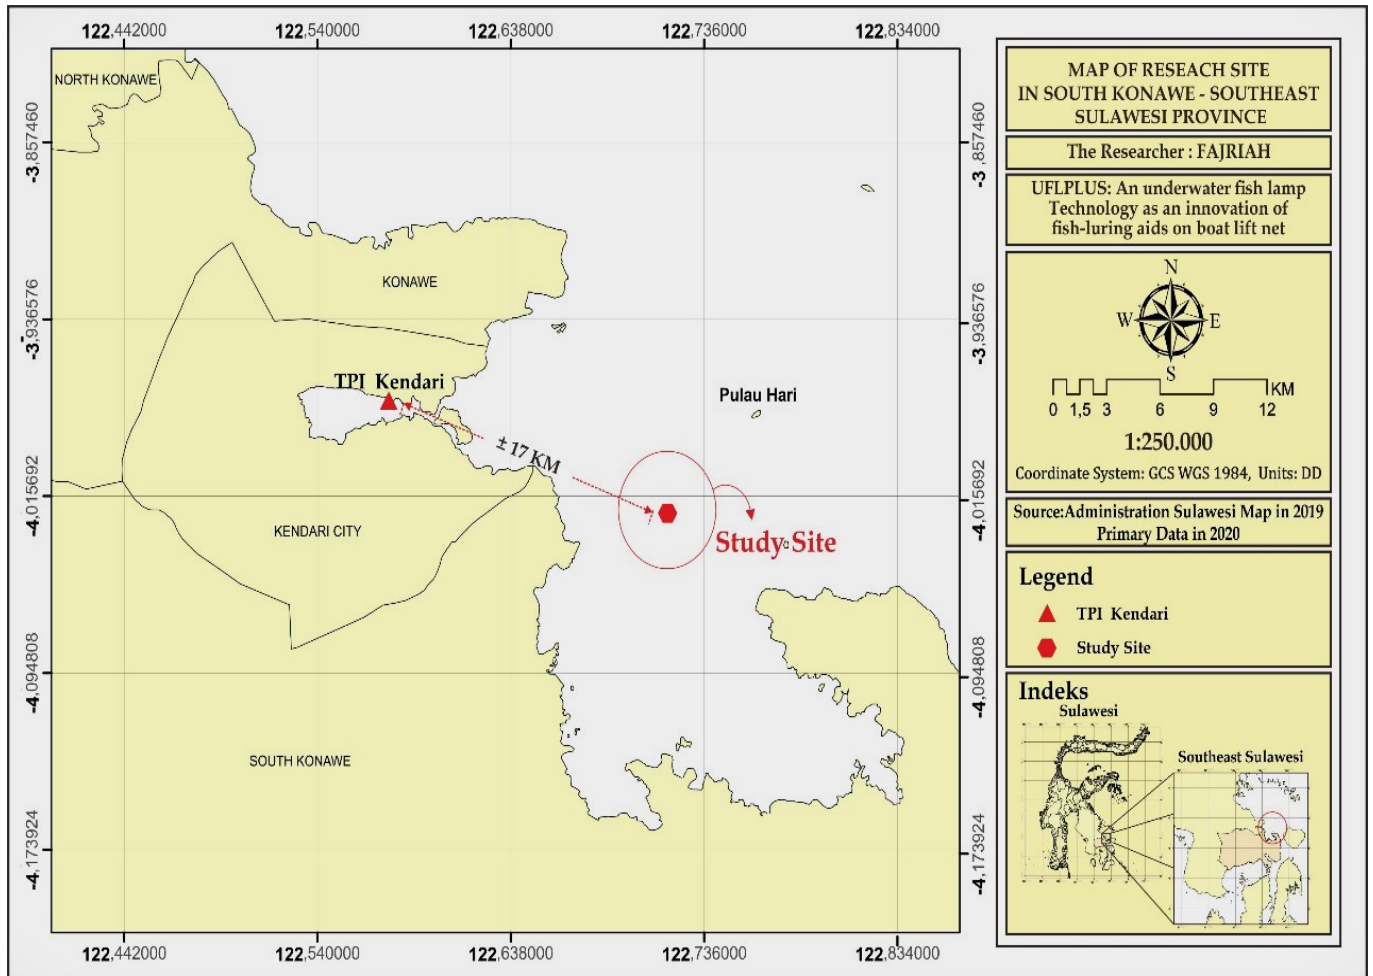 122,442000
122,540000
122,638000
122,736000
122,834000
-3,857460
-3,936576
-4,015692
-4,094808
-4,173924
NORTH KONAWE
KONAWE
TPI Kendari
± 17 KM
Pulau Hari
Study Site
KENDARI CITY
SOUTH KONAWE
-3,857460
-3,936576
-4,015692
-4,094808
-4,173924
122,442000
122,540000
122,638000
122,736000
122,834000
MAP OF RESEACH SITE
IN SOUTH KONAWE - SOUTHEAST
SULAWESI PROVINCE
The Researcher : FAJRIAH
UFLPLUS: An underwater fish lamp
Technology as an innovation of
fish-luring aids on boat lift net
N
W E
S
KM
0 1,5 3 6 9 12
1:250.000
Coordinate System: GCS WGS 1984, Units: DD
Source:Administration Sulawesi Map in 2019
Primary Data in 2020
Legend
TPI Kendari
Study Site
Indeks
Sulawesi
Southeast Sulawesi